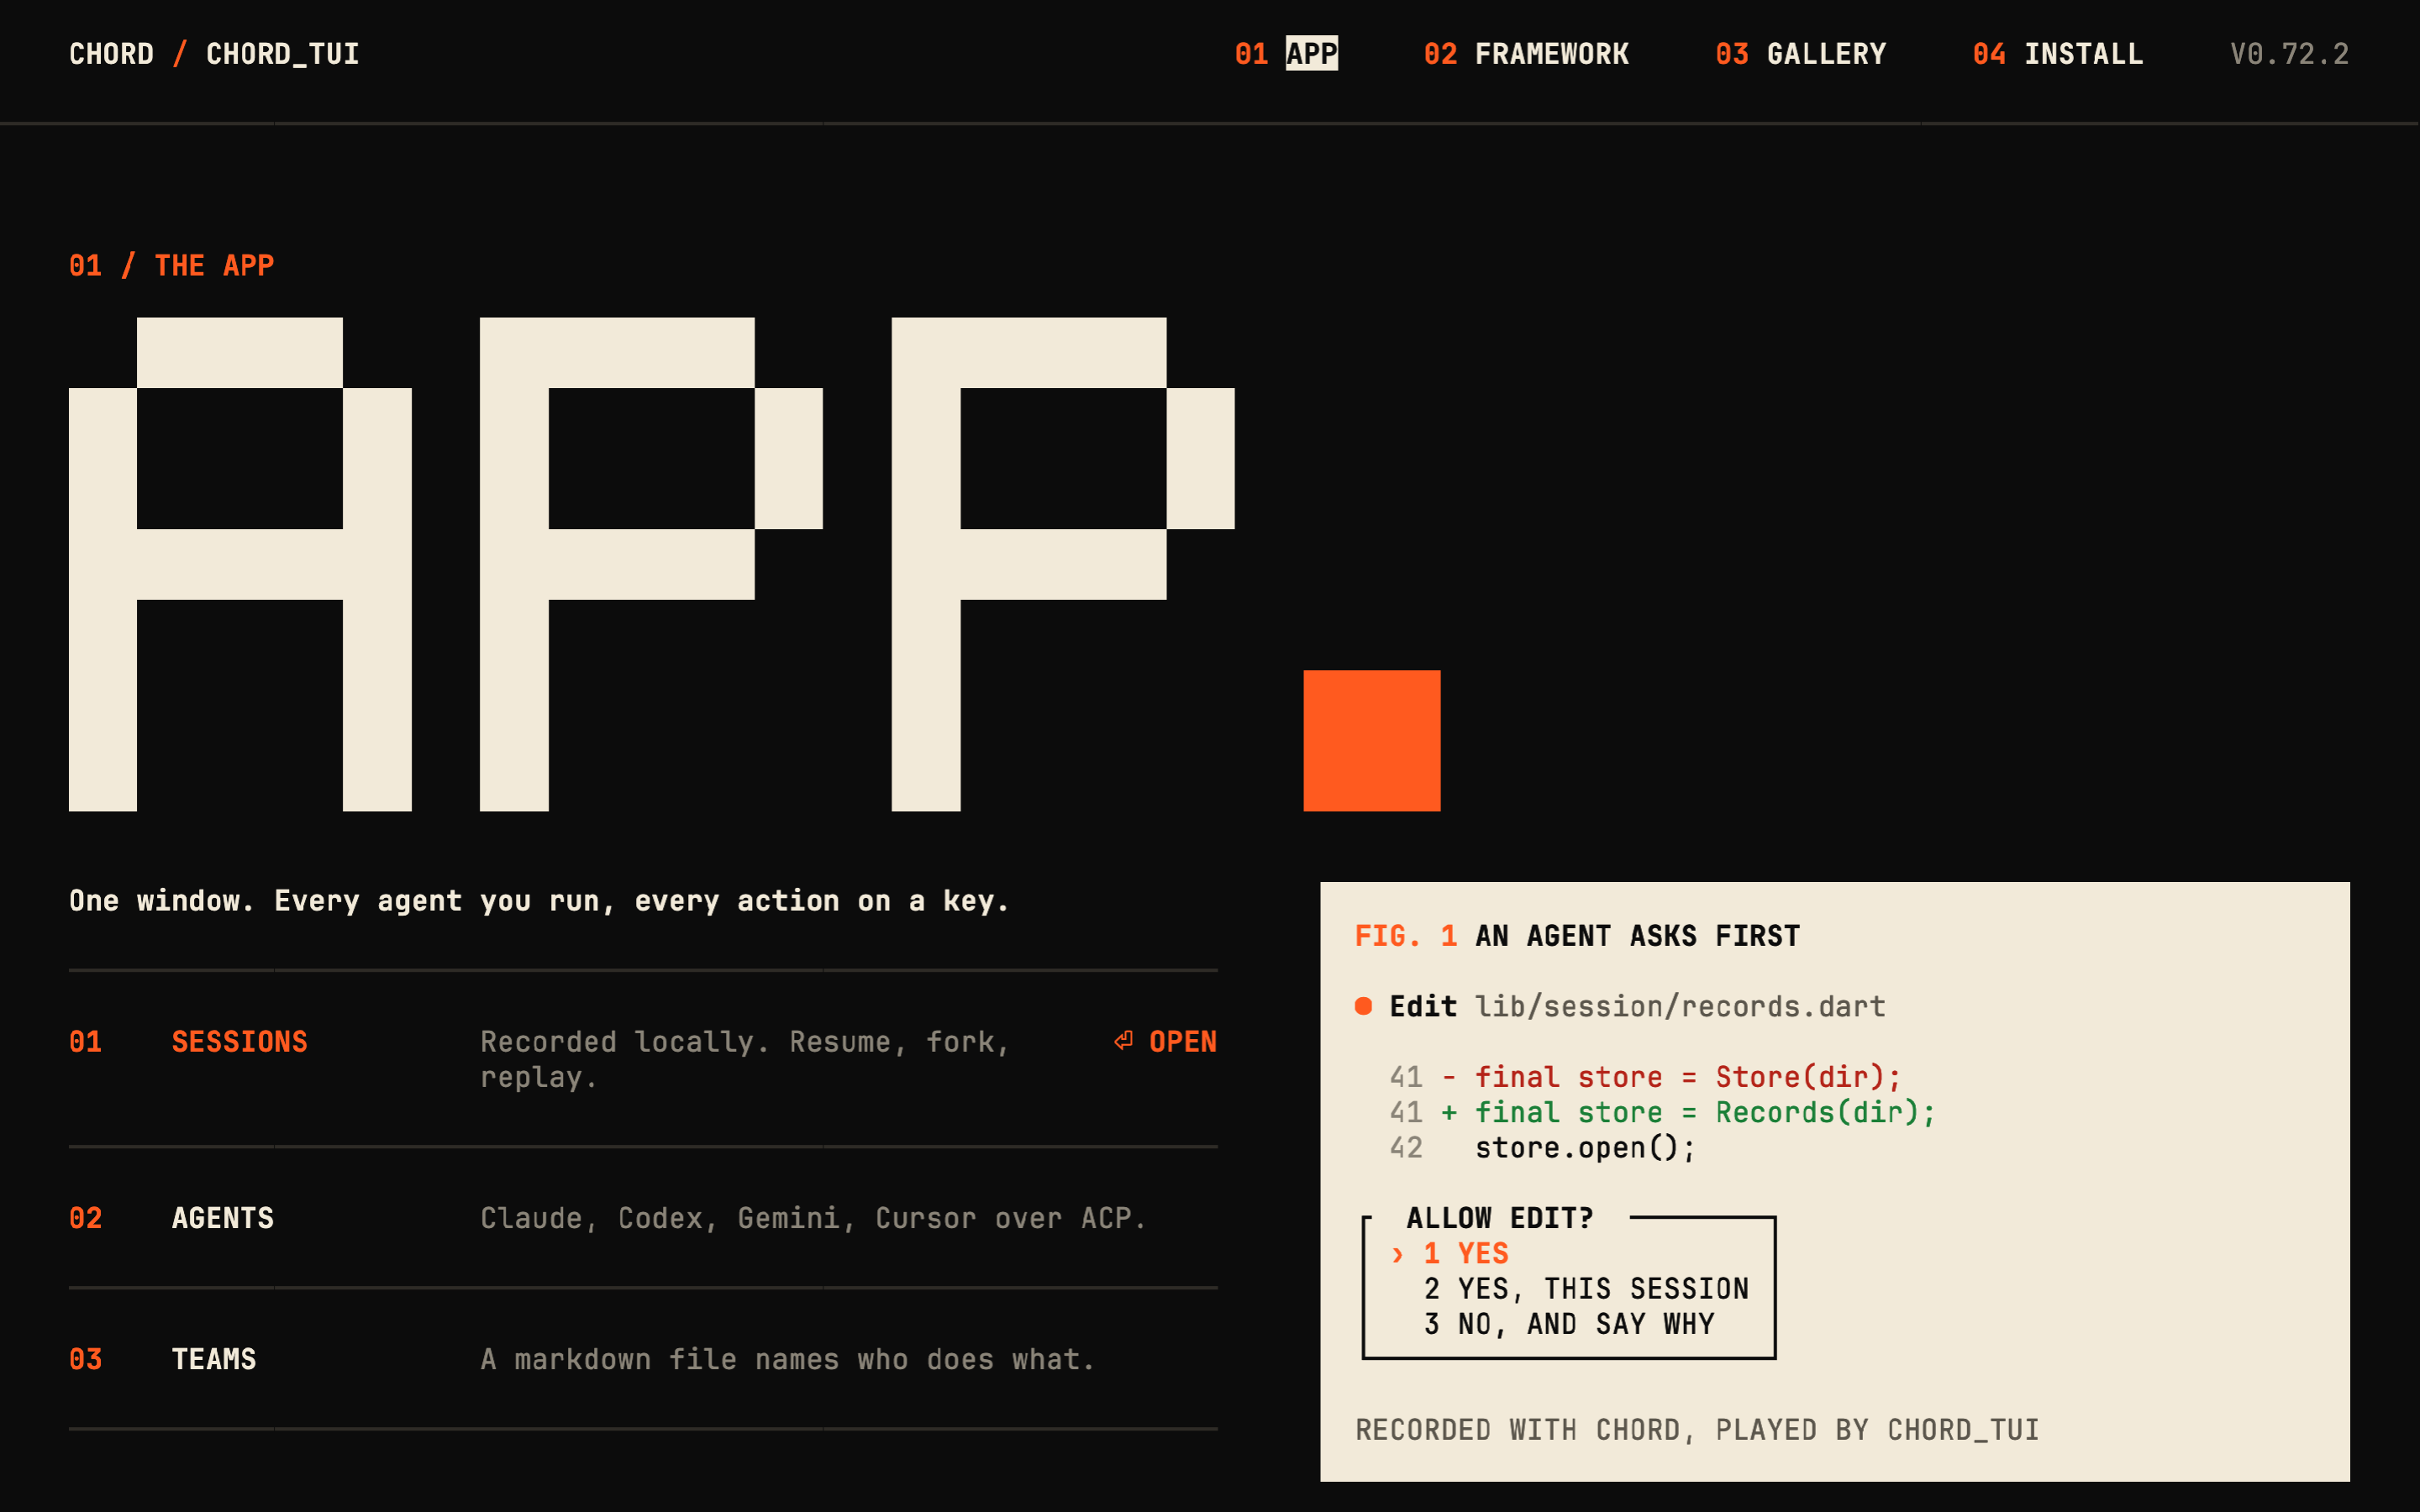 CHORD / CHORD_TUI
01 APP 02 FRAMEWORK 03 GALLERY 04 INSTALL V0.72.2
01 / THE APP
APP.
One window. Every agent you run, every action on a key.
01 SESSIONS Recorded locally. Resume, fork, ⏎ OPEN
replay.
02 AGENTS Claude, Codex, Gemini, Cursor over ACP.
03 TEAMS A markdown file names who does what.
FIG. 1 AN AGENT ASKS FIRST
● Edit lib/session/records.dart
41 - final store = Store(dir);
41 + final store = Records(dir);
42 store.open();
ALLOW EDIT?
› 1 YES
2 YES, THIS SESSION
3 NO, AND SAY WHY
RECORDED WITH CHORD, PLAYED BY CHORD_TUI